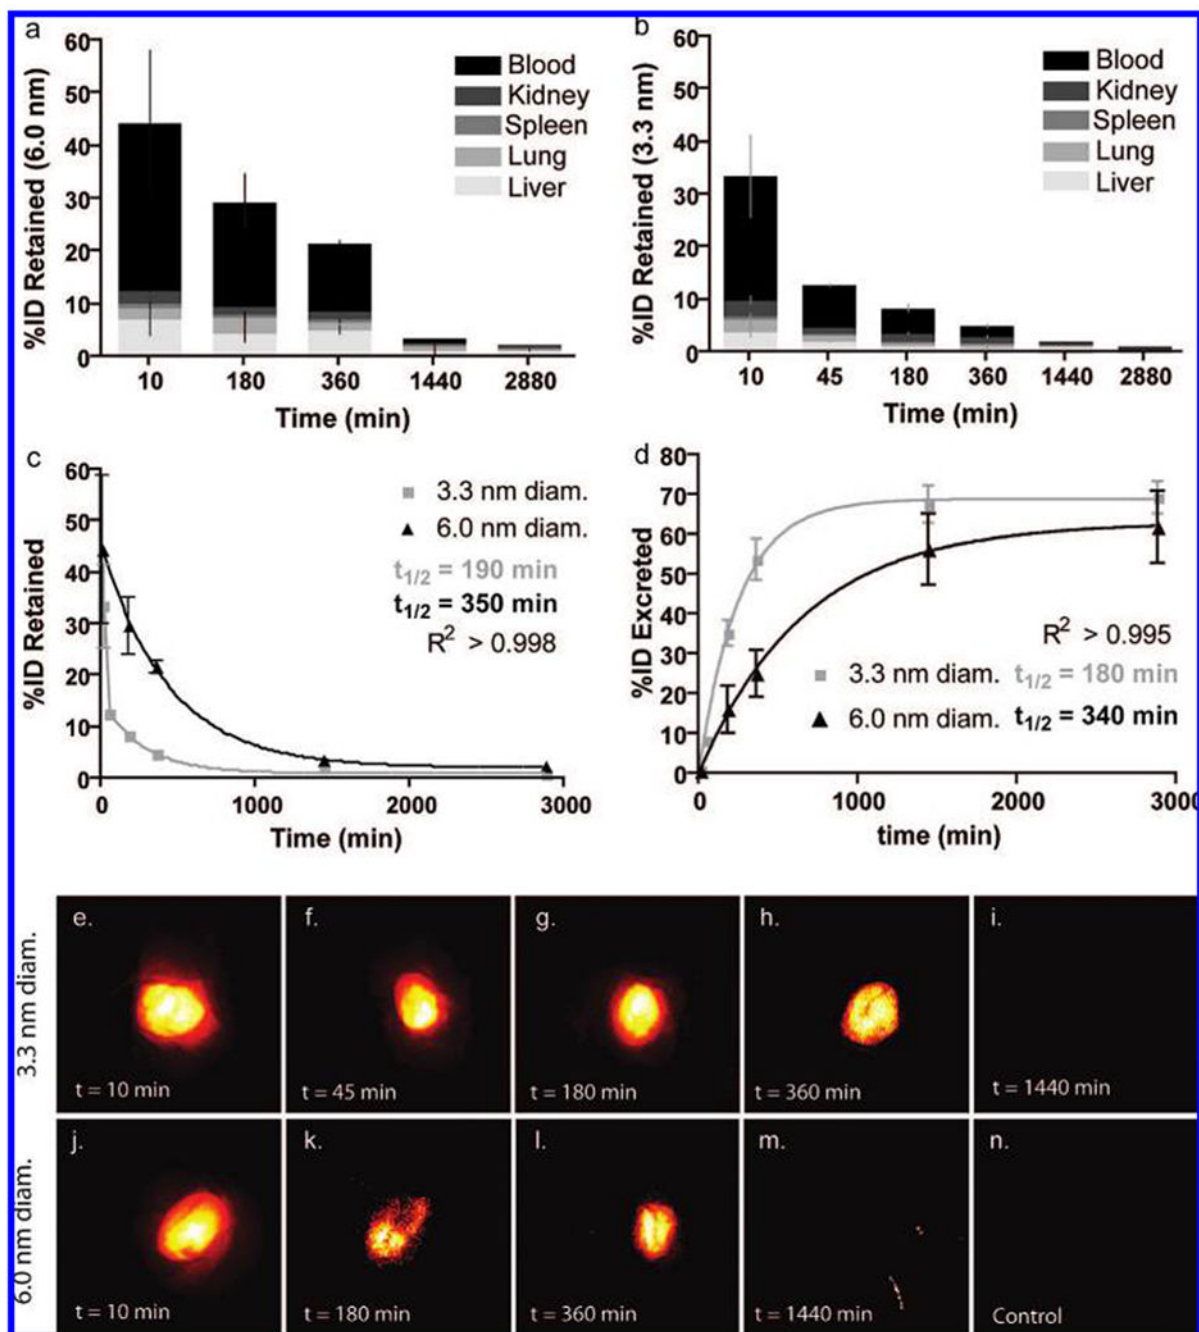 a
%ID Retained (6.0 nm)
60
50
40
30
20
10
0
Blood
Kidney
Spleen
Lung
Liver
10 180 360 1440 2880
Time (min)
b
%ID Retained (3.3 nm)
60
50
40
30
20
10
0
Blood
Kidney
Spleen
Lung
Liver
10 45 180 360 1440 2880
Time (min)
c
%ID Retained
60
50
40
30
20
10
0
3.3 nm diam.
6.0 nm diam.
t1/2 = 190 min
t1/2 = 350 min
R2 > 0.998
0 1000 2000 3000
Time (min)
d
%ID Excreted
80
70
60
50
40
30
20
10
0
R2 > 0.995
3.3 nm diam. t1/2 = 180 min
6.0 nm diam. t1/2 = 340 min
0 1000 2000 3000
time (min)
3.3 nm diam.
e.
t = 10 min
f.
t = 45 min
g.
t = 180 min
h.
t = 360 min
i.
t = 1440 min
6.0 nm diam.
j.
t = 10 min
k.
t = 180 min
l.
t = 360 min
m.
t = 1440 min
n.
Control